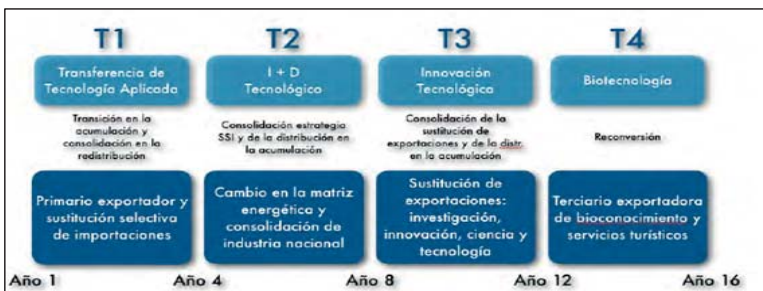 T1
T2
T3
T4
Transferencia de
Tecnología Aplicada
I + D
Tecnológico
Innovación
Tecnológica
Biotecnología
Transición en la
acumulación y
consolidación en la
redistribución
Consolidación estrategia
SSI y de la distribución en
la acumulación
Consolidación de la
sustitución de
exportaciones y de la distr.
en la acumulación
Reconversión
Primario exportador y
sustitución selectiva
de importaciones
Cambio en la matriz
energética y
consolidación de
industria nacional
Sustitución de
exportaciones:
investigación,
innovación, ciencia y
tecnología
Terciario exportadora
de bioconocimiento y
servicios turísticos
Año 1
Año 4
Año 8
Año 12
Año 16